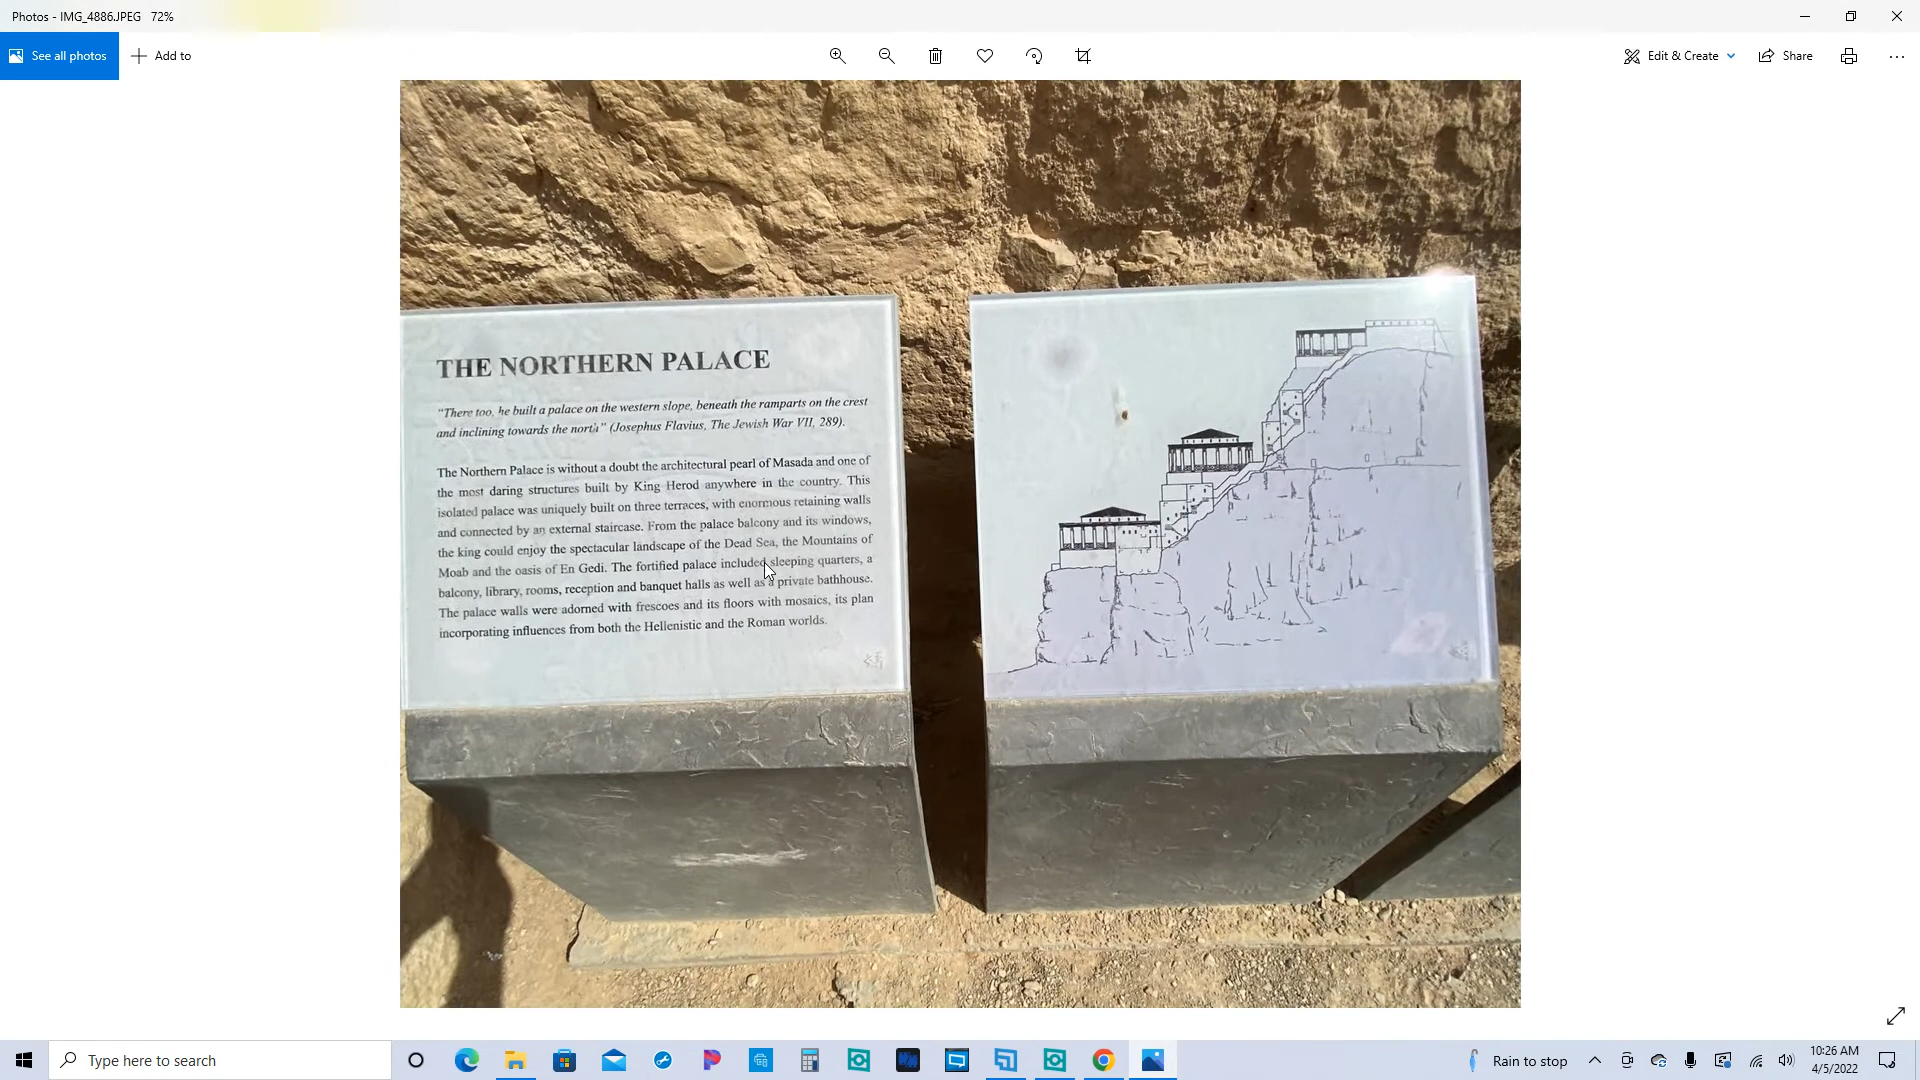 Photos - IMG_4886.JPEG 72%
See all photos
Add to
Edit & Create
Share
THE NORTHERN PALACE
"There too, he built a palace on the western slope, beneath the ramparts on the crest
and inclining towards the north" (Josephus Flavius, The Jewish War VII, 289).
The Northern Palace is without a doubt the architectural pearl of Masada and one of
the most daring structures built by King Herod anywhere in the country. This
isolated palace was uniquely built on three terraces, with enormous retaining walls
and connected by an external staircase. From the palace balcony and its windows,
the king could enjoy the spectacular landscape of the Dead Sea, the Mountains of
Moab and the oasis of En Gedi. The fortified palace included sleeping quarters, a
balcony, library, rooms, reception and banquet halls as well as a private bathhouse.
The palace walls were adorned with frescoes and its floors with mosaics, its plan
incorporating influences from both the Hellenistic and the Roman worlds.
Type here to search
Rain to stop
10:26 AM
4/5/2022